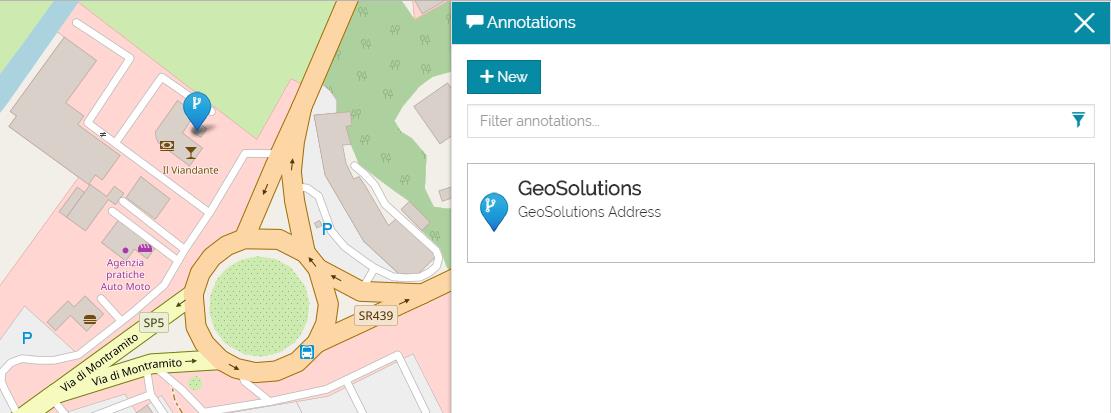 Annotations
New
Filter annotations...
GeoSolutions
GeoSolutions Address
Il Viandante
P
Agenzia
pratiche
Auto Moto
P
SP5
SR439
Via di Montramito
Via di Montramito